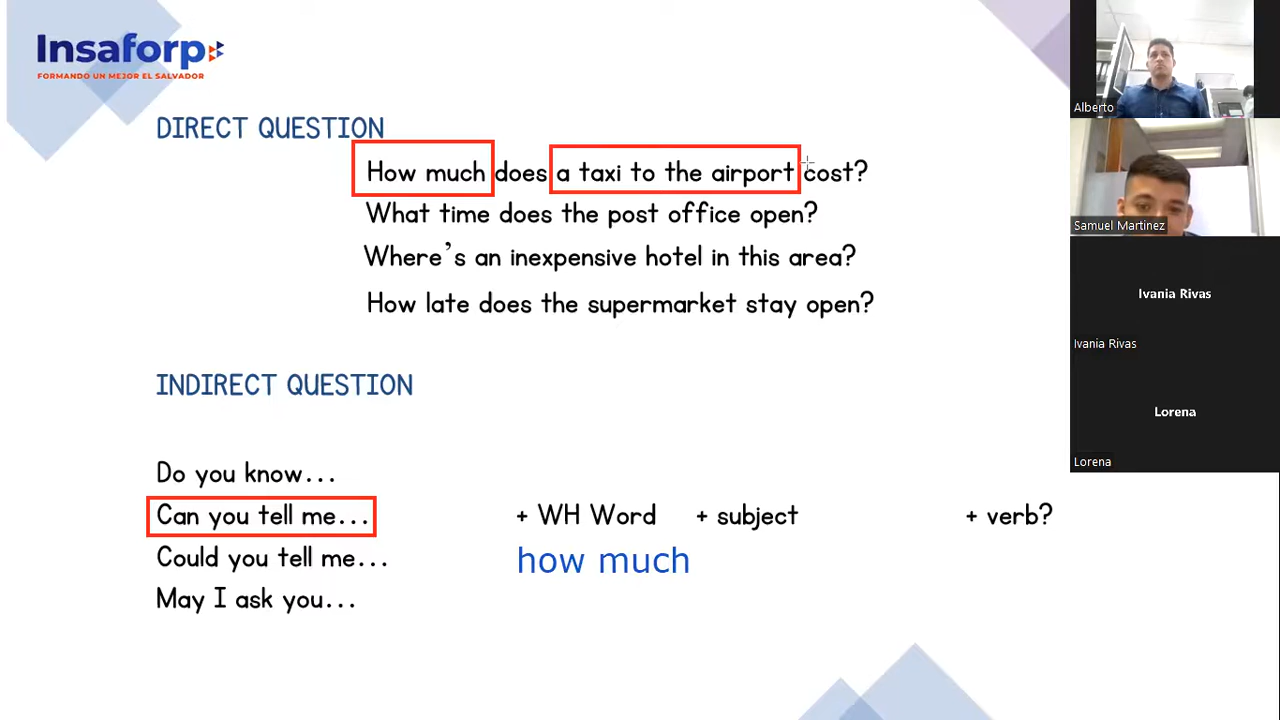 Insaforp
FORMANDO UN MEJOR EL SALVADOR
DIRECT QUESTION
How much does a taxi to the airport cost?
What time does the post office open?
Where's an inexpensive hotel in this area?
How late does the supermarket stay open?
INDIRECT QUESTION
Do you know...
Can you tell me... + WH Word + subject + verb?
Could you tell me... how much
May I ask you...
Alberto
Samuel Martinez
Ivania Rivas
Ivania Rivas
Lorena
Lorena